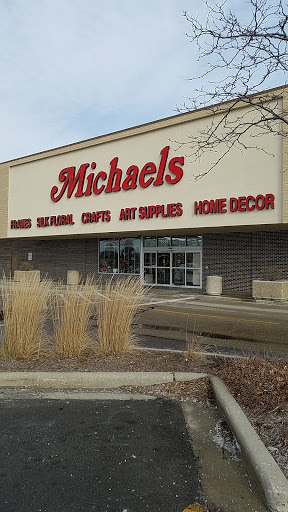 Michaels
FRAMES SILK FLORAL CRAFTS ART SUPPLIES HOME DECOR